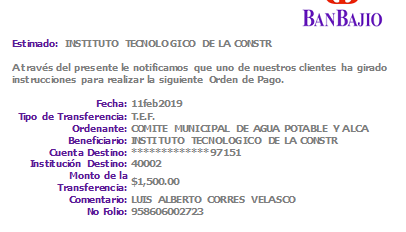 BANBAJIO
Estimado: INSTITUTO TECNOLOGICO DE LA CONSTR
Através del presente le notificamos que uno de nuestros clientes ha girado
instrucciones para realizar la siguiente Orden de Pago.
Fecha: 11feb2019
Tipo de Transferencia: T.E.F.
Ordenante: COMITE MUNICIPAL DE AGUA POTABLE Y ALCA
Beneficiario: INSTITUTO TECNOLOGICO DE LA CONSTR
Cuenta Destino: *************97151
Institución Destino: 40002
Monto de la
Transferencia: $1,500.00
Comentario: LUIS ALBERTO CORRES VELASCO
No Folio: 958606002723